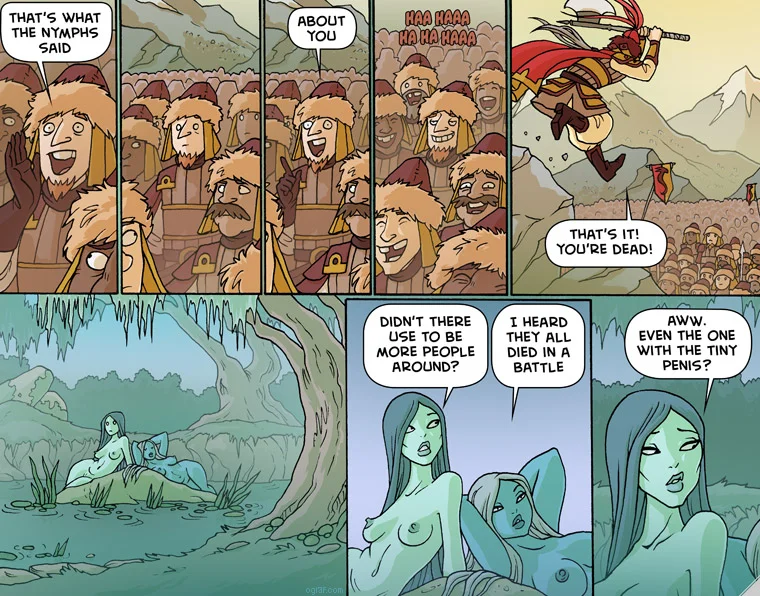 THAT'S WHAT
THE NYMPHS
SAID
ABOUT
YOU
HAA HAAA
HA HA HAAA
THAT'S IT!
YOU'RE DEAD!
DIDN'T THERE
USE TO BE
MORE PEOPLE
AROUND?
I HEARD
THEY ALL
DIED IN A
BATTLE
AWW.
EVEN THE ONE
WITH THE TINY
PENIS?
oglaf.com